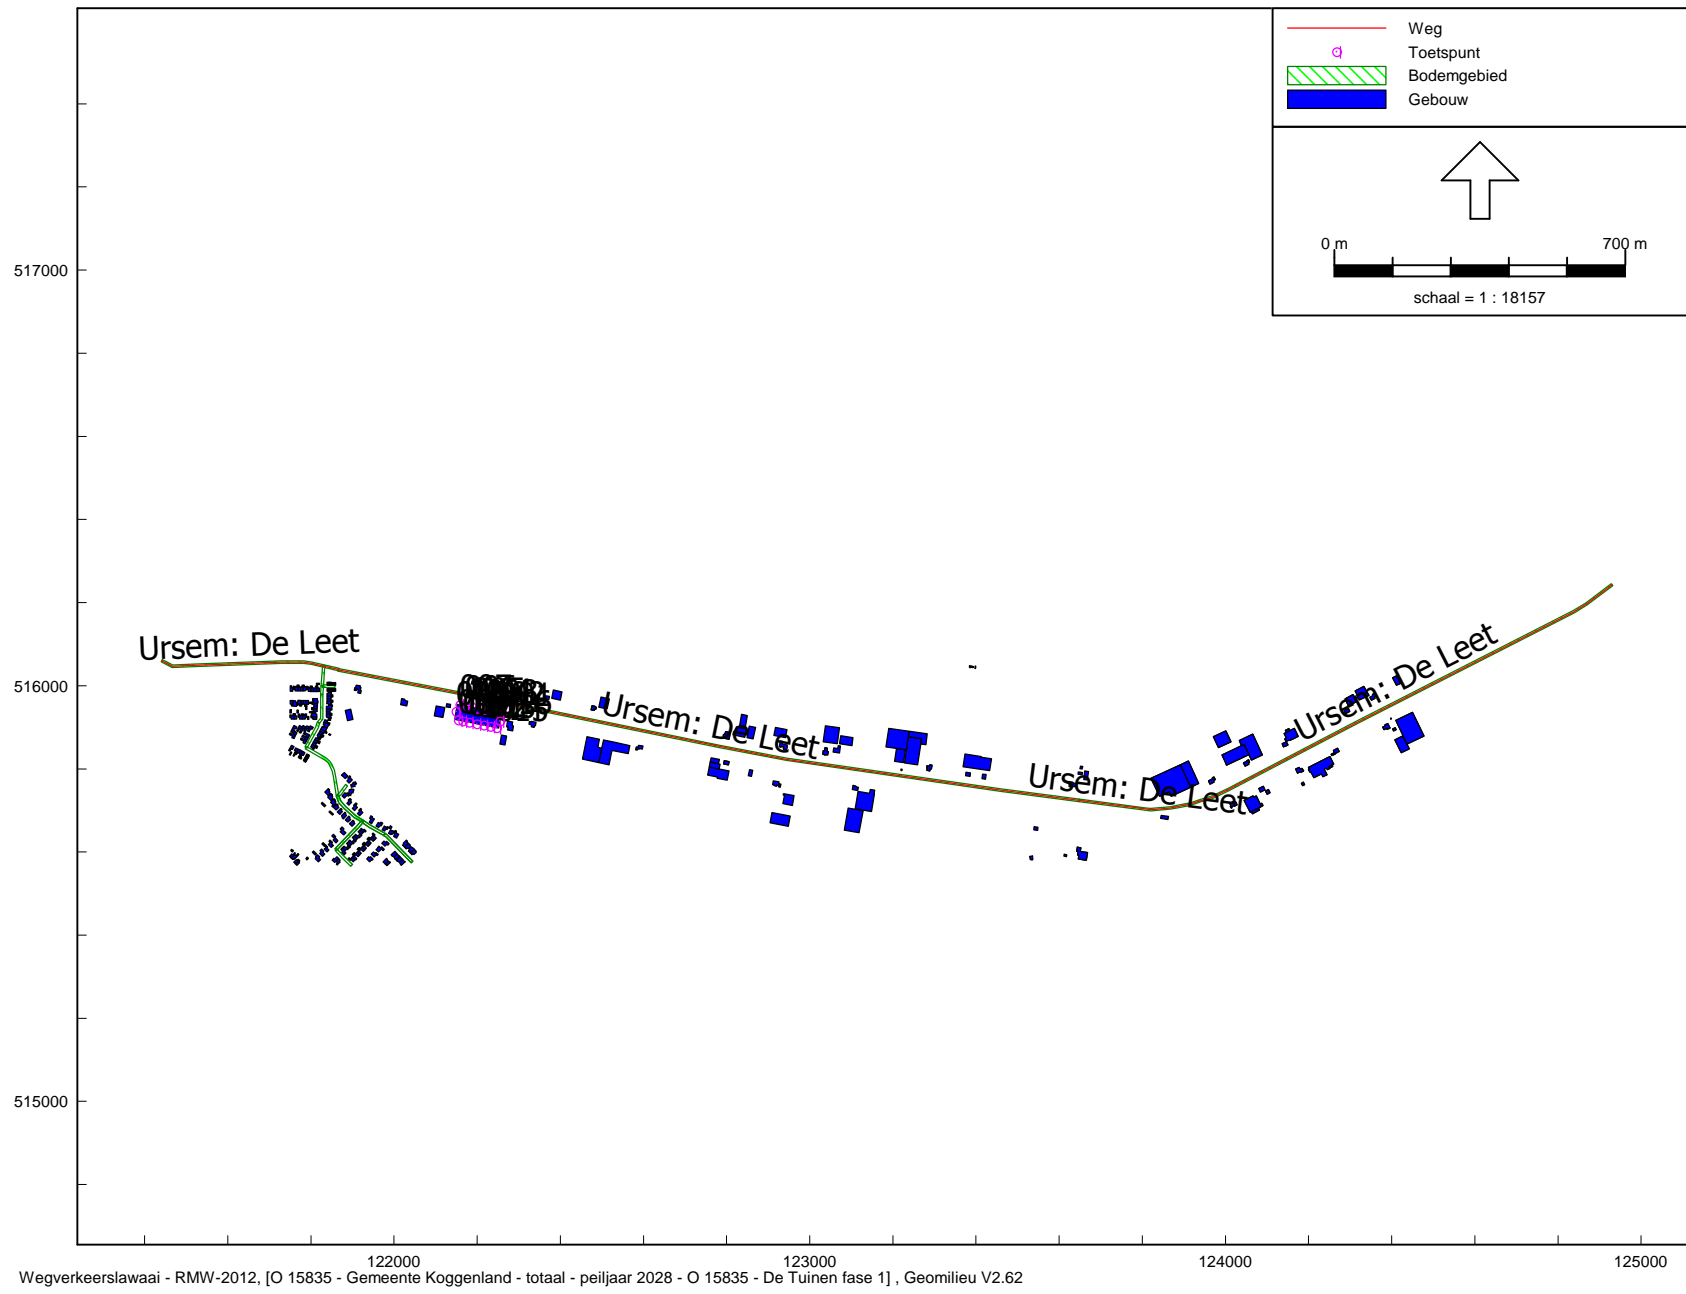 Weg
Toetspunt
Bodemgebied
Gebouw
0 m 700 m
schaal = 1 : 18157
517000
516000
515000
Ursem: De Leet
Ursem: De Leet
Ursem: De Leet
Ursem: De Leet
122000 123000 124000 125000
Wegverkeerslawaai - RMW-2012, [O 15835 - Gemeente Koggenland - totaal - peiljaar 2028 - O 15835 - De Tuinen fase 1] , Geomilieu V2.62